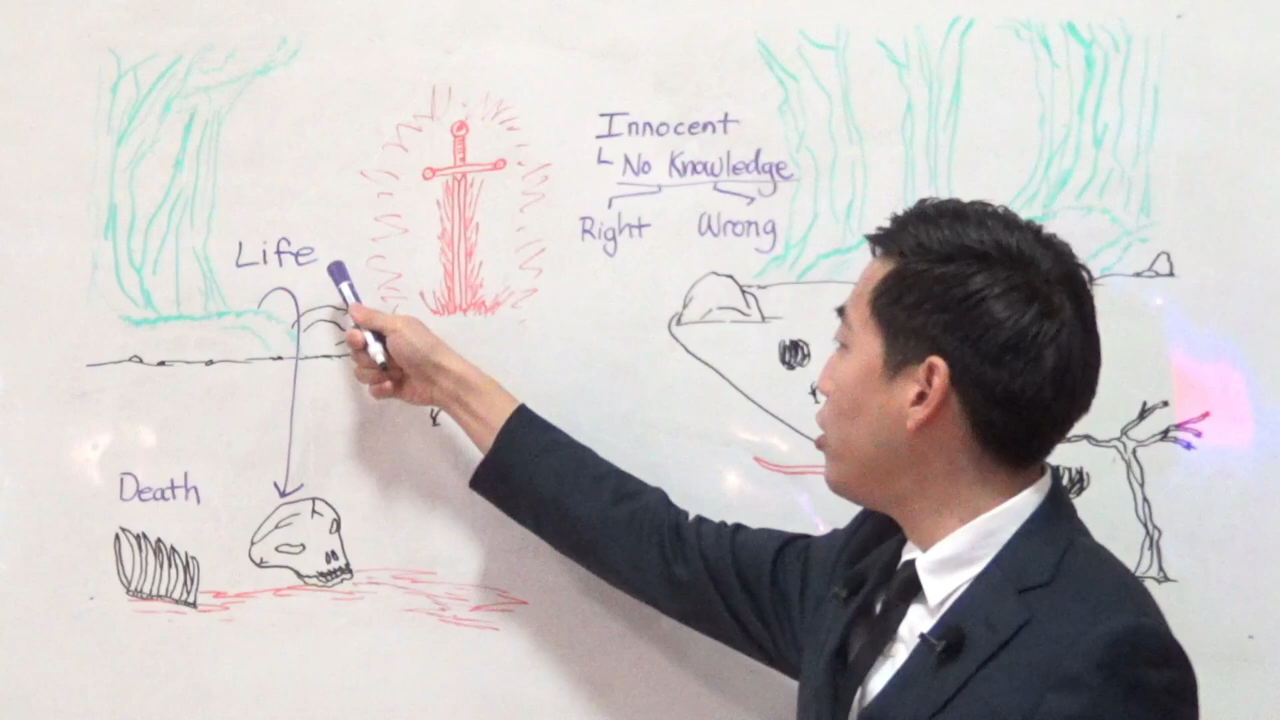 Innocent
└ No Knowledge
Right Wrong
Life
Death